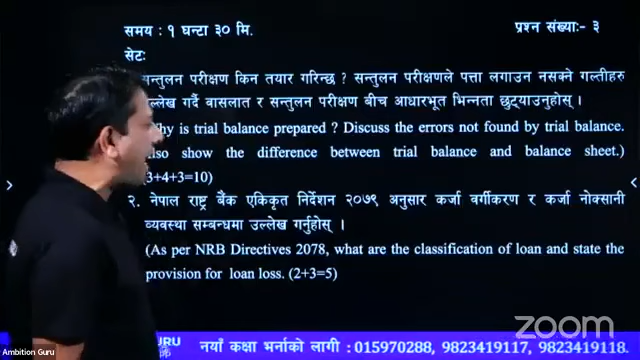 समय : १ घन्टा ३० मि. प्रश्न संख्याः- ३
सेटः
सन्तुलन परीक्षण किन तयार गरिन्छ ? सन्तुलन परीक्षणले पत्ता लगाउन नसक्ने गल्तीहरु
उल्लेख गर्दै वासलात र सन्तुलन परीक्षण बीच आधारभूत भिन्नता छुट्याउनुहोस् ।
Why is trial balance prepared ? Discuss the errors not found by trial balance.
also show the difference between trial balance and balance sheet.)
(3+4+3=10)
२. नेपाल राष्ट्र बैंक एकिकृत निर्देशन २०७९ अनुसार कर्जा वर्गीकरण र कर्जा नोक्सानी
व्यवस्था सम्बन्धमा उल्लेख गर्नुहोस् ।
(As per NRB Directives 2078, what are the classification of loan and state the
provision for loan loss. (2+3=5)
zoom
Ambition Guru
GURU
नयाँ कक्षा भर्नाको लागी : 015970288, 9823419117, 9823419118